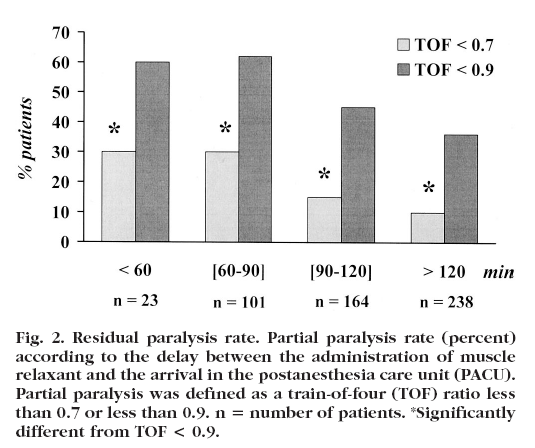 70
60
50
40
30
20
10
0
% patients
TOF < 0.7
TOF < 0.9
*
*
*
*
< 60 [60-90] [90-120] > 120 min
n = 23 n = 101 n = 164 n = 238
Fig. 2. Residual paralysis rate. Partial paralysis rate (percent)
according to the delay between the administration of muscle
relaxant and the arrival in the postanesthesia care unit (PACU).
Partial paralysis was defined as a train-of-four (TOF) ratio less
than 0.7 or less than 0.9. n = number of patients. *Significantly
different from TOF < 0.9.